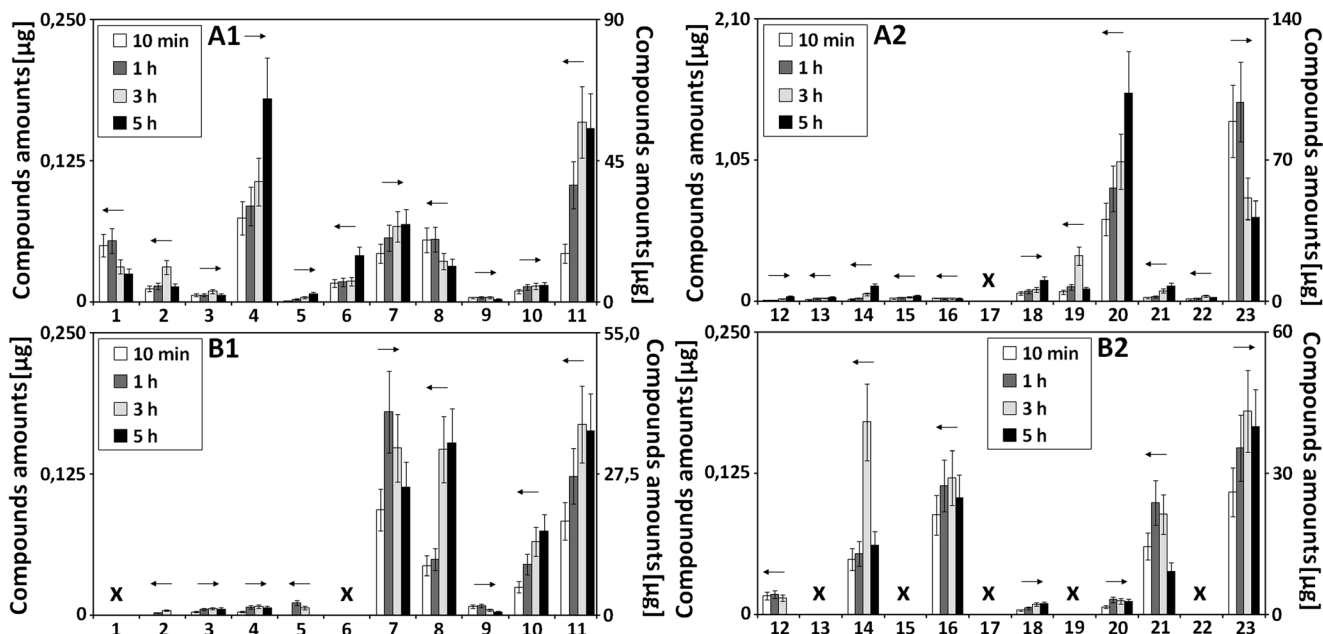 A1
Compounds amounts[µg]
0,250
0,125
0
10 min
1 h
3 h
5 h
90
45
0
Compounds amounts [µg]
1 2 3 4 5 6 7 8 9 10 11
A2
Compounds amounts [µg]
2,10
1,05
0
10 min
1 h
3 h
5 h
X
140
70
0
Compounds amounts [µg]
12 13 14 15 16 17 18 19 20 21 22 23
B1
Compounds amounts[µg]
0,250
0,125
0
10 min
1 h
3 h
5 h
X X
55,0
27,5
0
Compounds amounts [µg]
1 2 3 4 5 6 7 8 9 10 11
B2
Compounds amounts[µg]
0,250
0,125
0
10 min
1 h
3 h
5 h
X X X X X
60
30
0
Compounds amounts [µg]
12 13 14 15 16 17 18 19 20 21 22 23